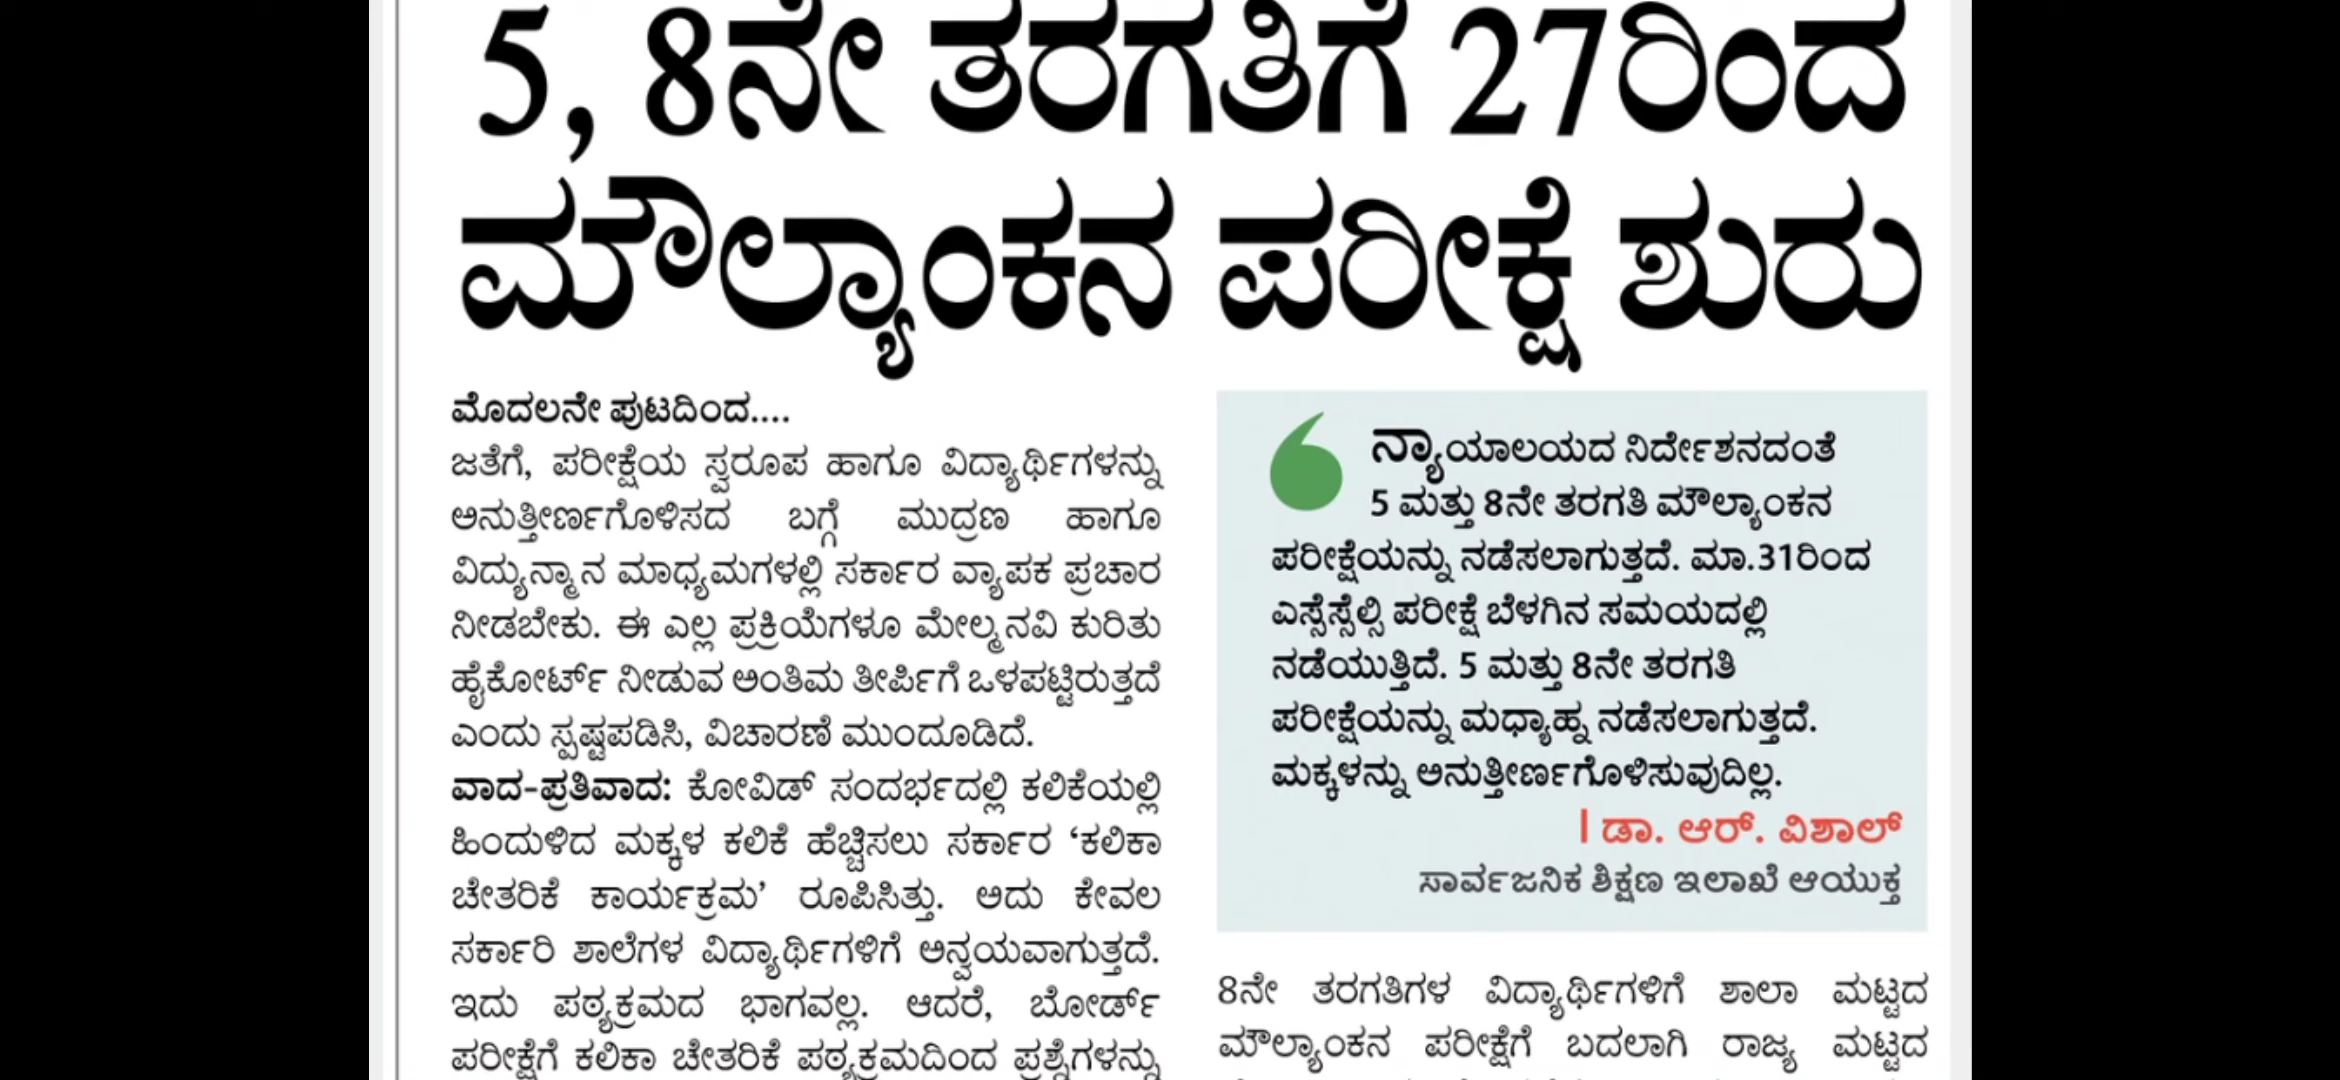 5, 8ನೇ ತರಗತಿಗೆ 27ರಿಂದ
ಮೌಲ್ಯಾಂಕನ ಪರೀಕ್ಷೆ ಶುರು
ಮೊದಲನೇ ಪುಟದಿಂದ....
ಜತೆಗೆ, ಪರೀಕ್ಷೆಯ ಸ್ವರೂಪ ಹಾಗೂ ವಿದ್ಯಾರ್ಥಿಗಳನ್ನು
ಅನುತ್ತೀರ್ಣಗೊಳಿಸದ ಬಗ್ಗೆ ಮುದ್ರಣ ಹಾಗೂ
ವಿದ್ಯುನ್ಮಾನ ಮಾಧ್ಯಮಗಳಲ್ಲಿ ಸರ್ಕಾರ ವ್ಯಾಪಕ ಪ್ರಚಾರ
ನೀಡಬೇಕು. ಈ ಎಲ್ಲ ಪ್ರಕ್ರಿಯೆಗಳೂ ಮೇಲ್ಮನವಿ ಕುರಿತು
ಹೈಕೋರ್ಟ್ ನೀಡುವ ಅಂತಿಮ ತೀರ್ಪಿಗೆ ಒಳಪಟ್ಟಿರುತ್ತದೆ
ಎಂದು ಸ್ಪಷ್ಟಪಡಿಸಿ, ವಿಚಾರಣೆ ಮುಂದೂಡಿದೆ.
ವಾದ-ಪ್ರತಿವಾದ: ಕೋವಿಡ್ ಸಂದರ್ಭದಲ್ಲಿ ಕಲಿಕೆಯಲ್ಲಿ
ಹಿಂದುಳಿದ ಮಕ್ಕಳ ಕಲಿಕೆ ಹೆಚ್ಚಿಸಲು ಸರ್ಕಾರ ‘ಕಲಿಕಾ
ಚೇತರಿಕೆ ಕಾರ್ಯಕ್ರಮ’ ರೂಪಿಸಿತ್ತು. ಅದು ಕೇವಲ
ಸರ್ಕಾರಿ ಶಾಲೆಗಳ ವಿದ್ಯಾರ್ಥಿಗಳಿಗೆ ಅನ್ವಯವಾಗುತ್ತದೆ.
ಇದು ಪಠ್ಯಕ್ರಮದ ಭಾಗವಲ್ಲ. ಆದರೆ, ಬೋರ್ಡ್
ಪರೀಕ್ಷೆಗೆ ಕಲಿಕಾ ಚೇತರಿಕೆ ಪಠ್ಯಕ್ರಮದಿಂದ ಪ್ರಶ್ನೆಗಳನ್ನು
ನ್ಯಾಯಾಲಯದ ನಿರ್ದೇಶನದಂತೆ
5 ಮತ್ತು 8ನೇ ತರಗತಿ ಮೌಲ್ಯಾಂಕನ
ಪರೀಕ್ಷೆಯನ್ನು ನಡೆಸಲಾಗುತ್ತದೆ. ಮಾ.31ರಿಂದ
ಎಸ್ಸೆಸ್ಸೆಲ್ಸಿ ಪರೀಕ್ಷೆ ಬೆಳಗಿನ ಸಮಯದಲ್ಲಿ
ನಡೆಯುತ್ತಿದೆ. 5 ಮತ್ತು 8ನೇ ತರಗತಿ
ಪರೀಕ್ಷೆಯನ್ನು ಮಧ್ಯಾಹ್ನ ನಡೆಸಲಾಗುತ್ತದೆ.
ಮಕ್ಕಳನ್ನು ಅನುತ್ತೀರ್ಣಗೊಳಿಸುವುದಿಲ್ಲ.
| ಡಾ. ಆರ್. ವಿಶಾಲ್
ಸಾರ್ವಜನಿಕ ಶಿಕ್ಷಣ ಇಲಾಖೆ ಆಯುಕ್ತ
8ನೇ ತರಗತಿಗಳ ವಿದ್ಯಾರ್ಥಿಗಳಿಗೆ ಶಾಲಾ ಮಟ್ಟದ
ಮೌಲ್ಯಾಂಕನ ಪರೀಕ್ಷೆಗೆ ಬದಲಾಗಿ ರಾಜ್ಯ ಮಟ್ಟದ